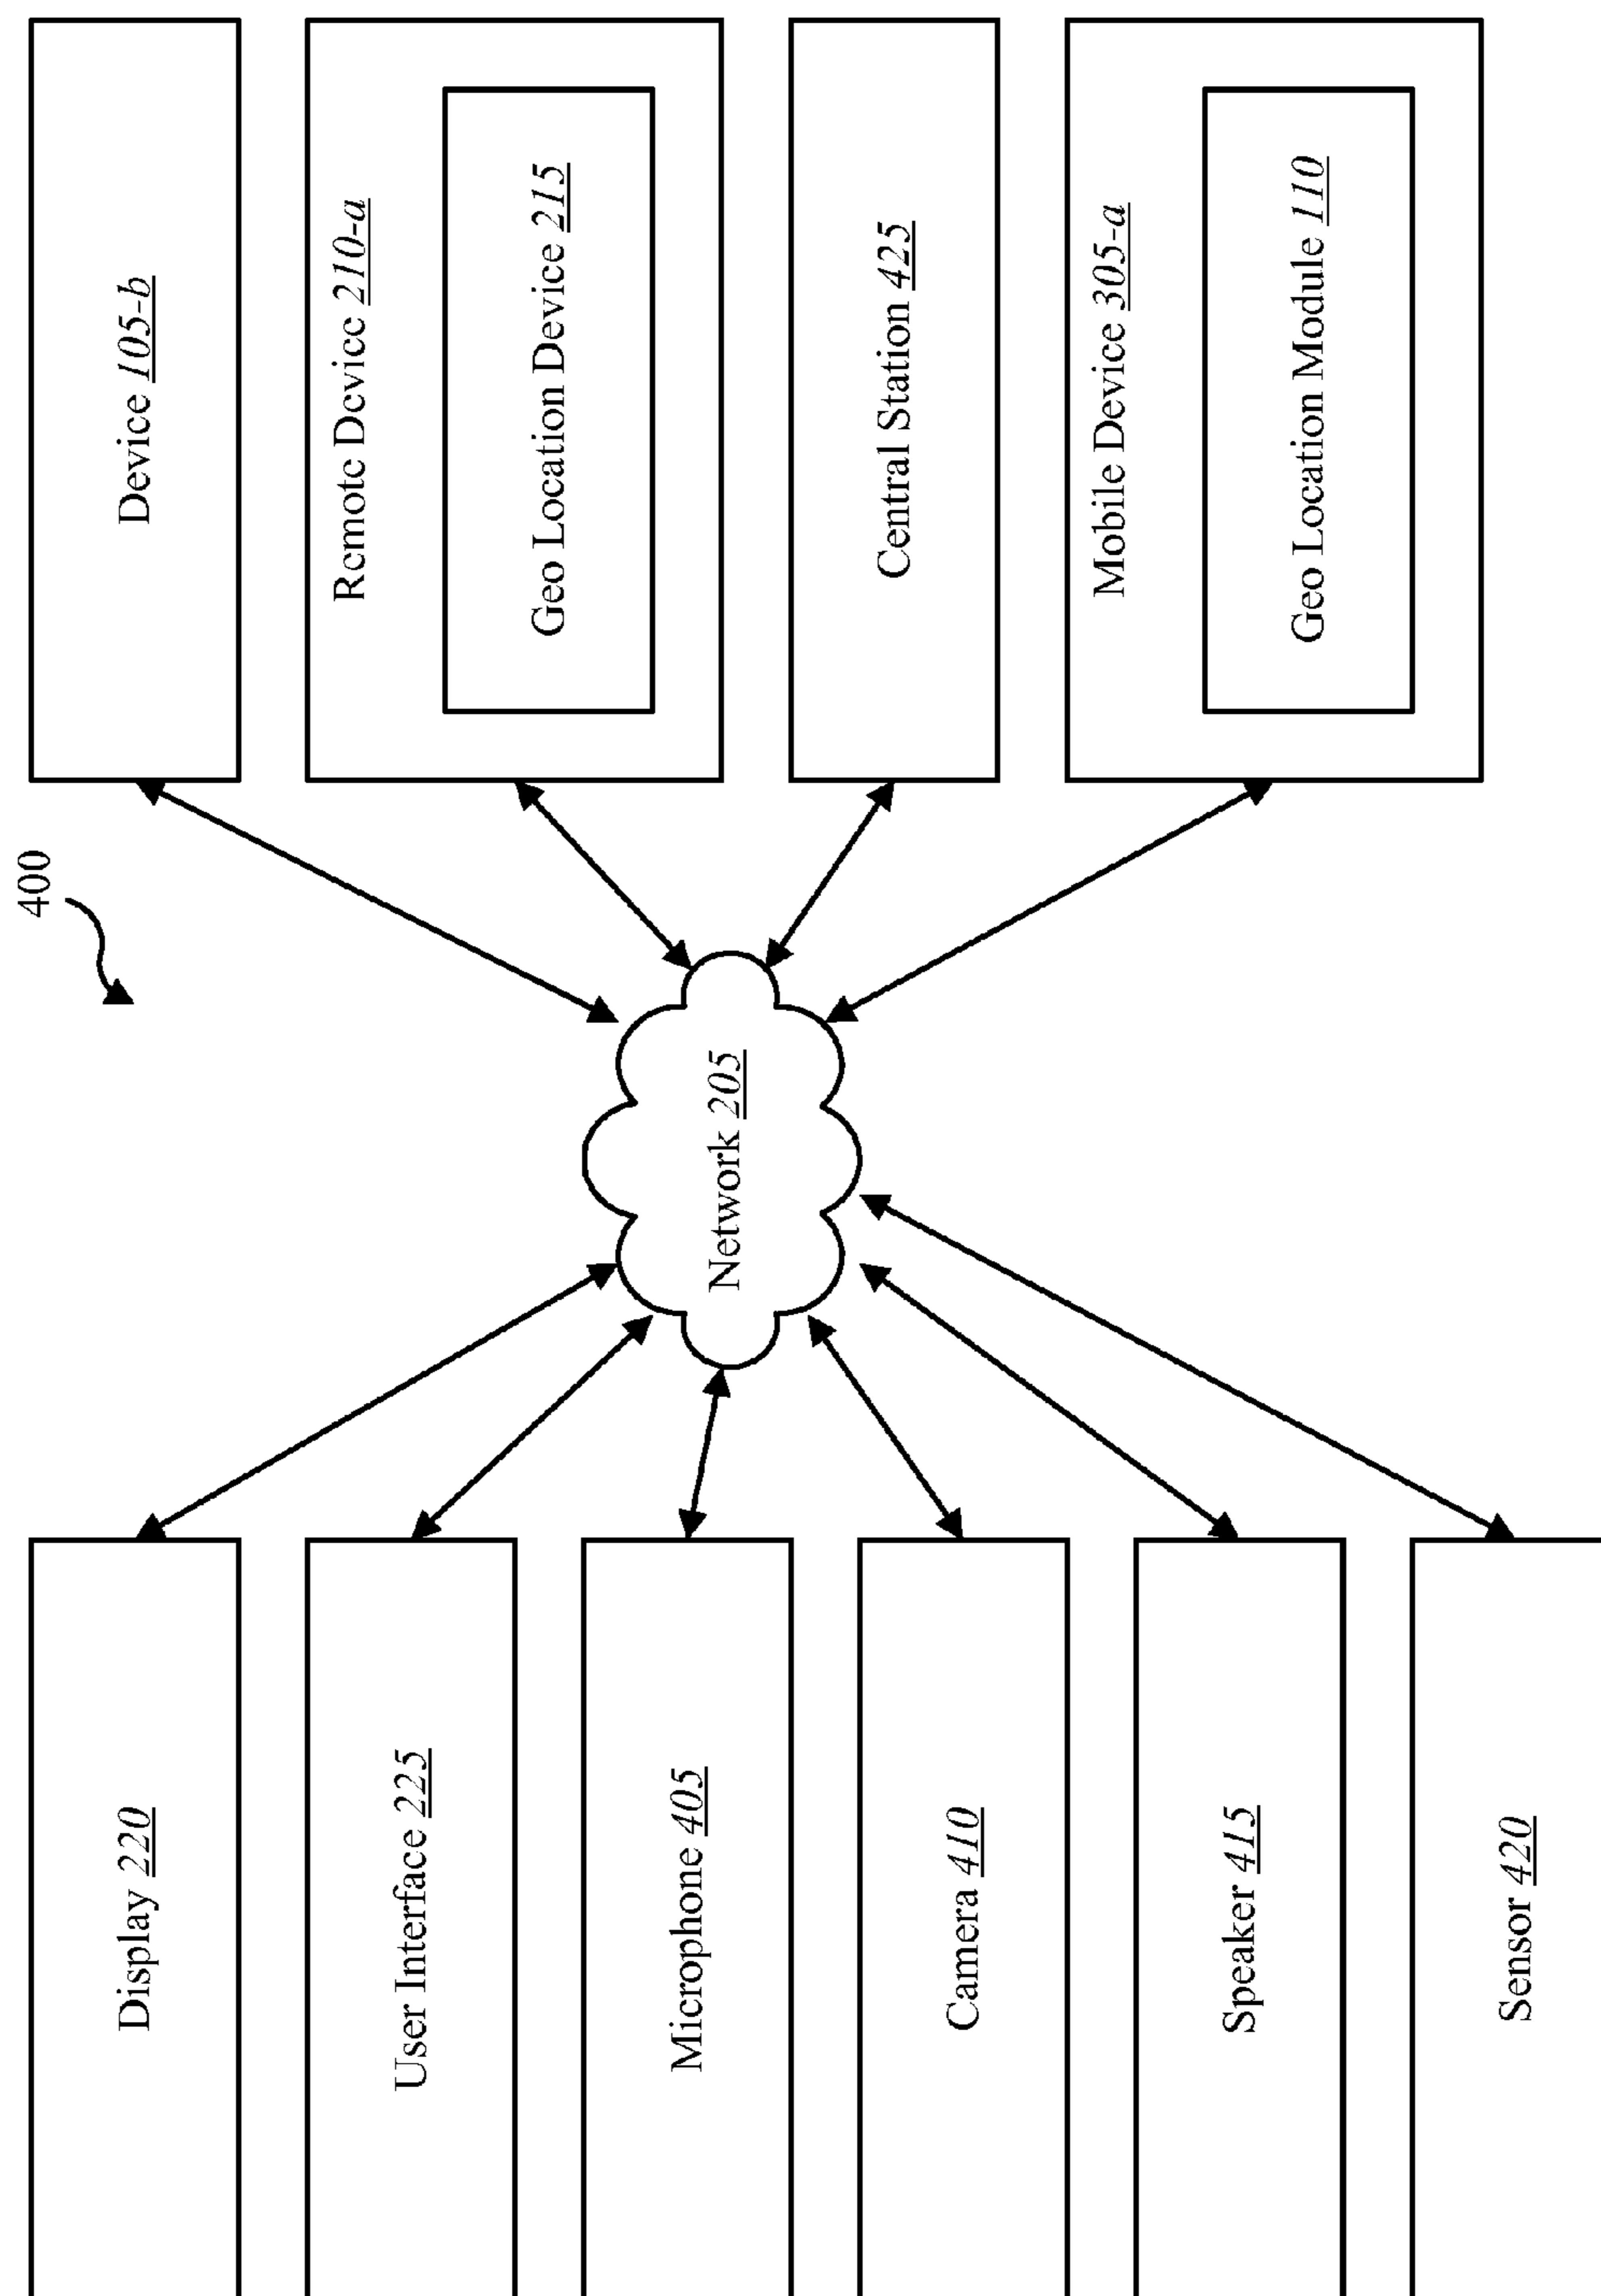 400
Display 220
User Interface 225
Microphone 405
Camera 410
Speaker 415
Sensor 420
Network 205
Device 105-b
Remote Device 210-a
Geo Location Device 215
Central Station 425
Mobile Device 305-a
Geo Location Module 110